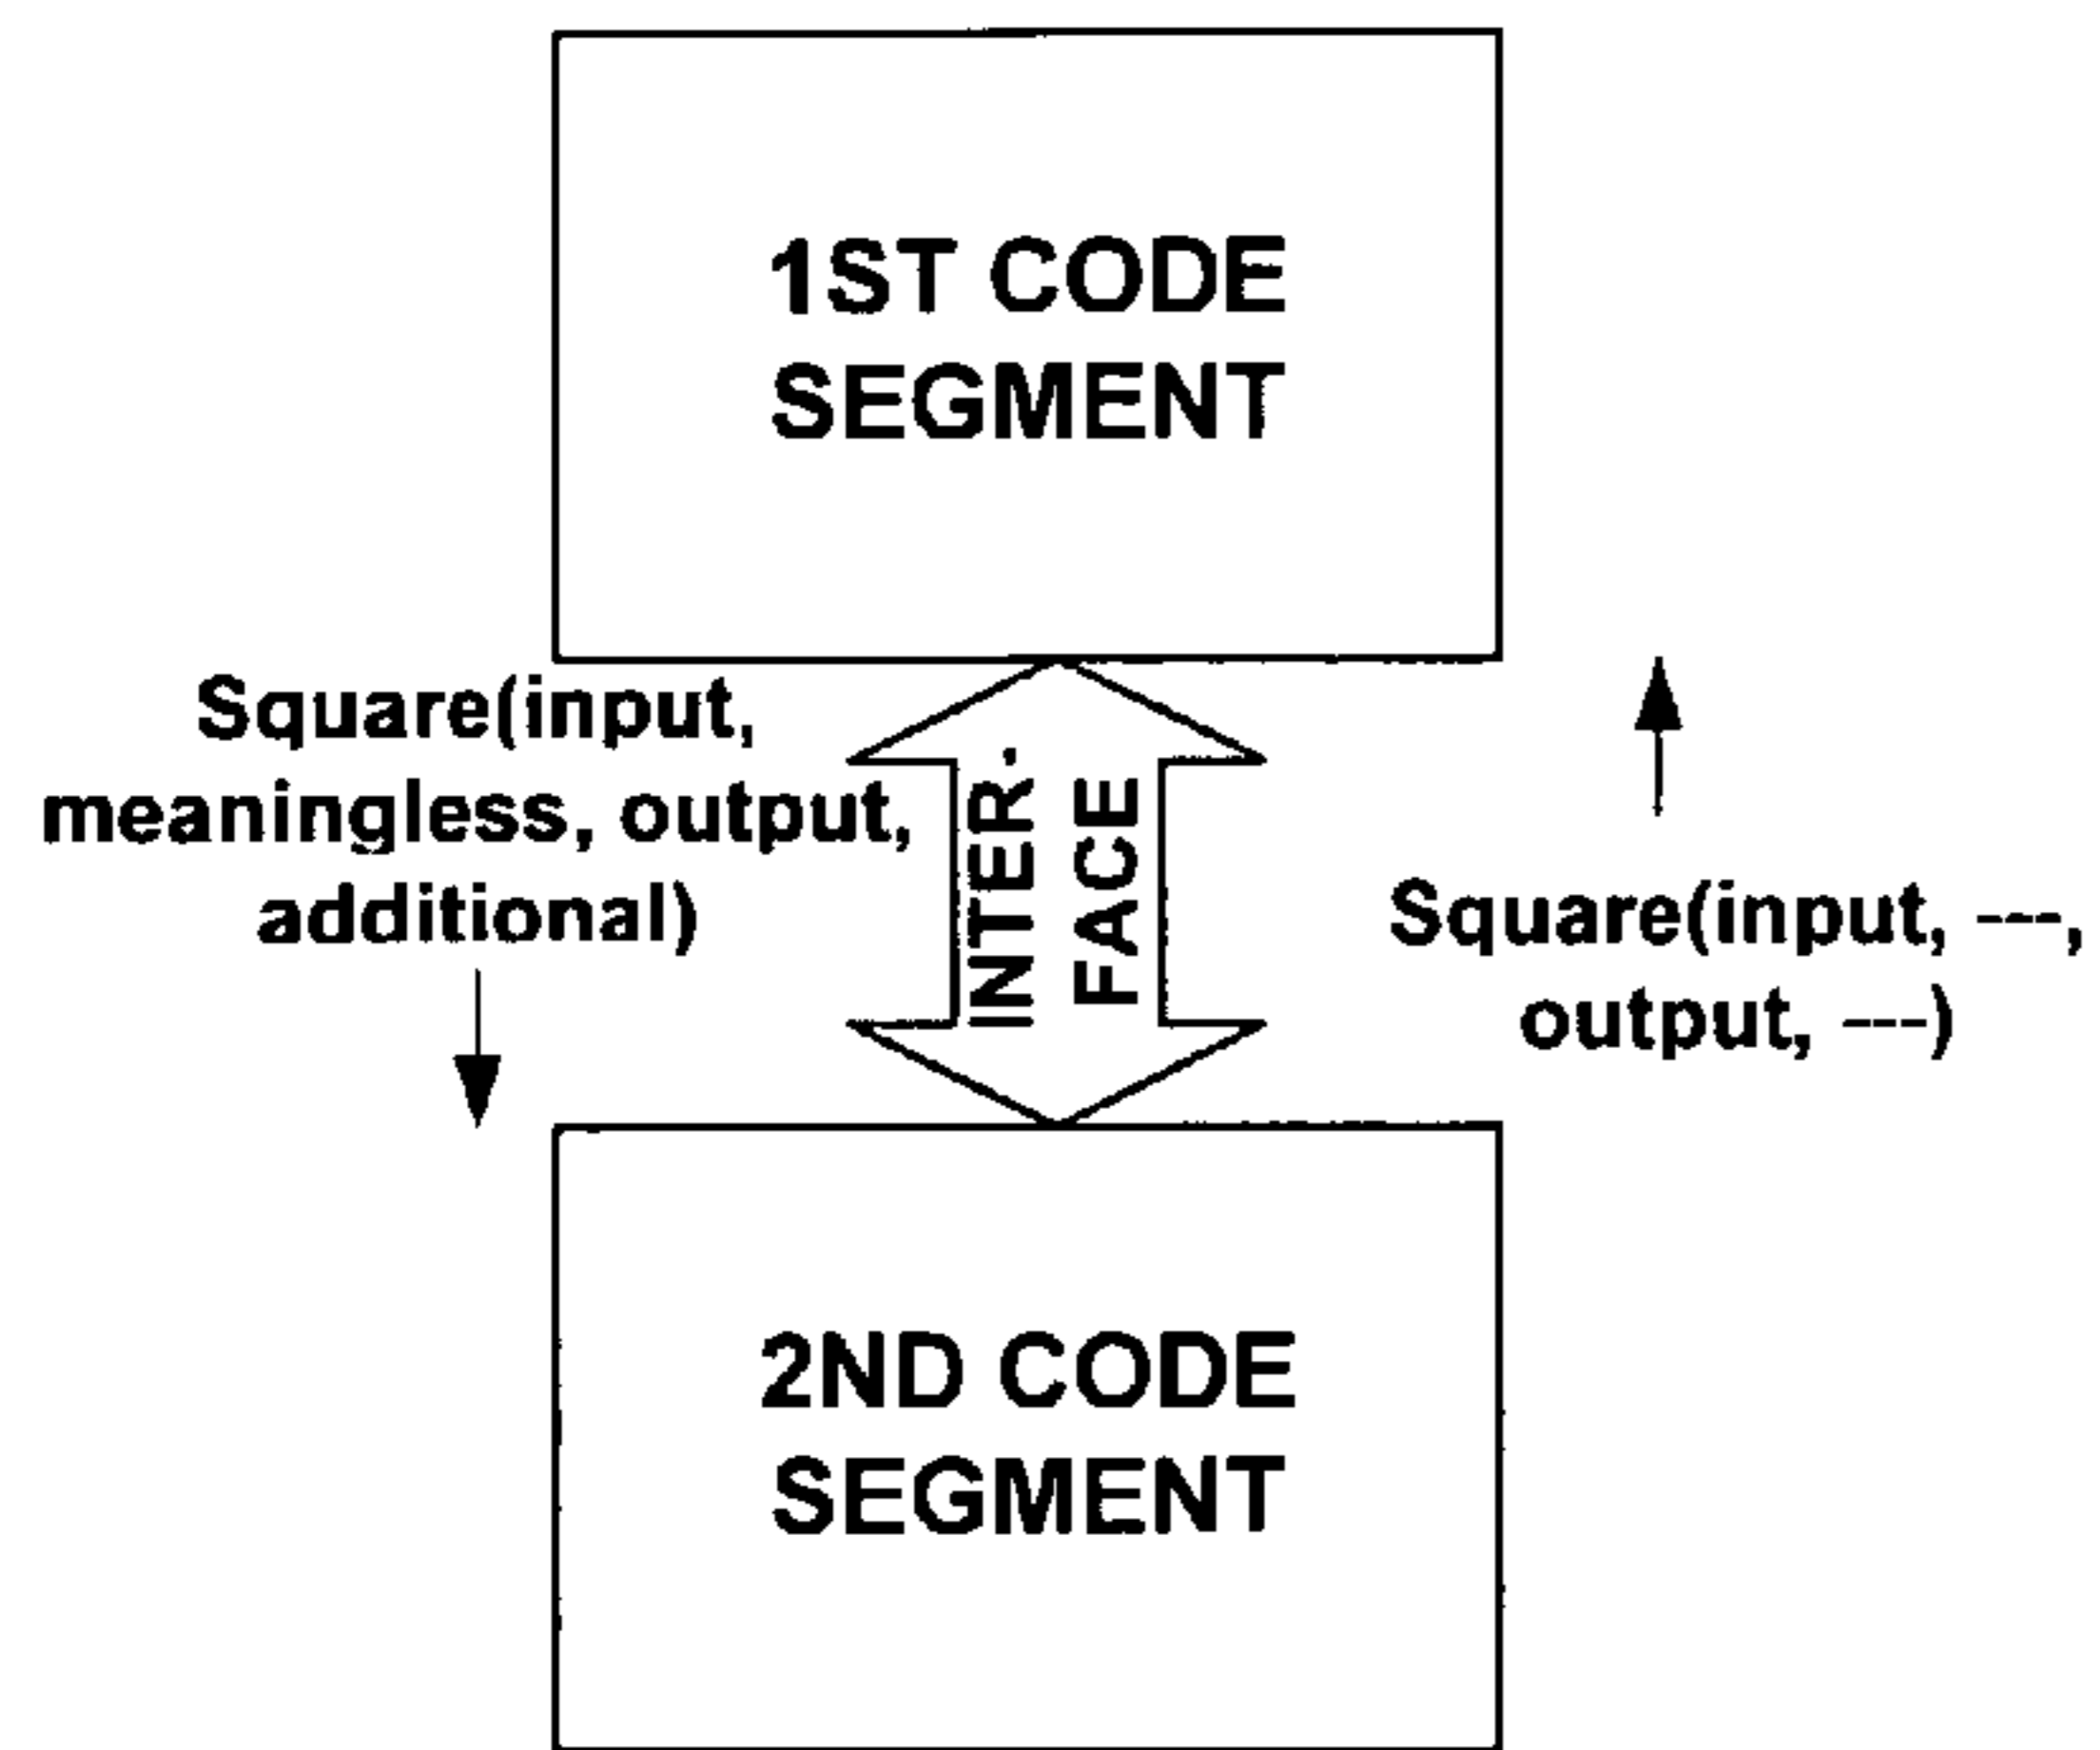 1ST CODE
SEGMENT
Square(input,
meaningless, output,
additional)
INTER.
FACE
Square(input, ---,
output, ---)
2ND CODE
SEGMENT